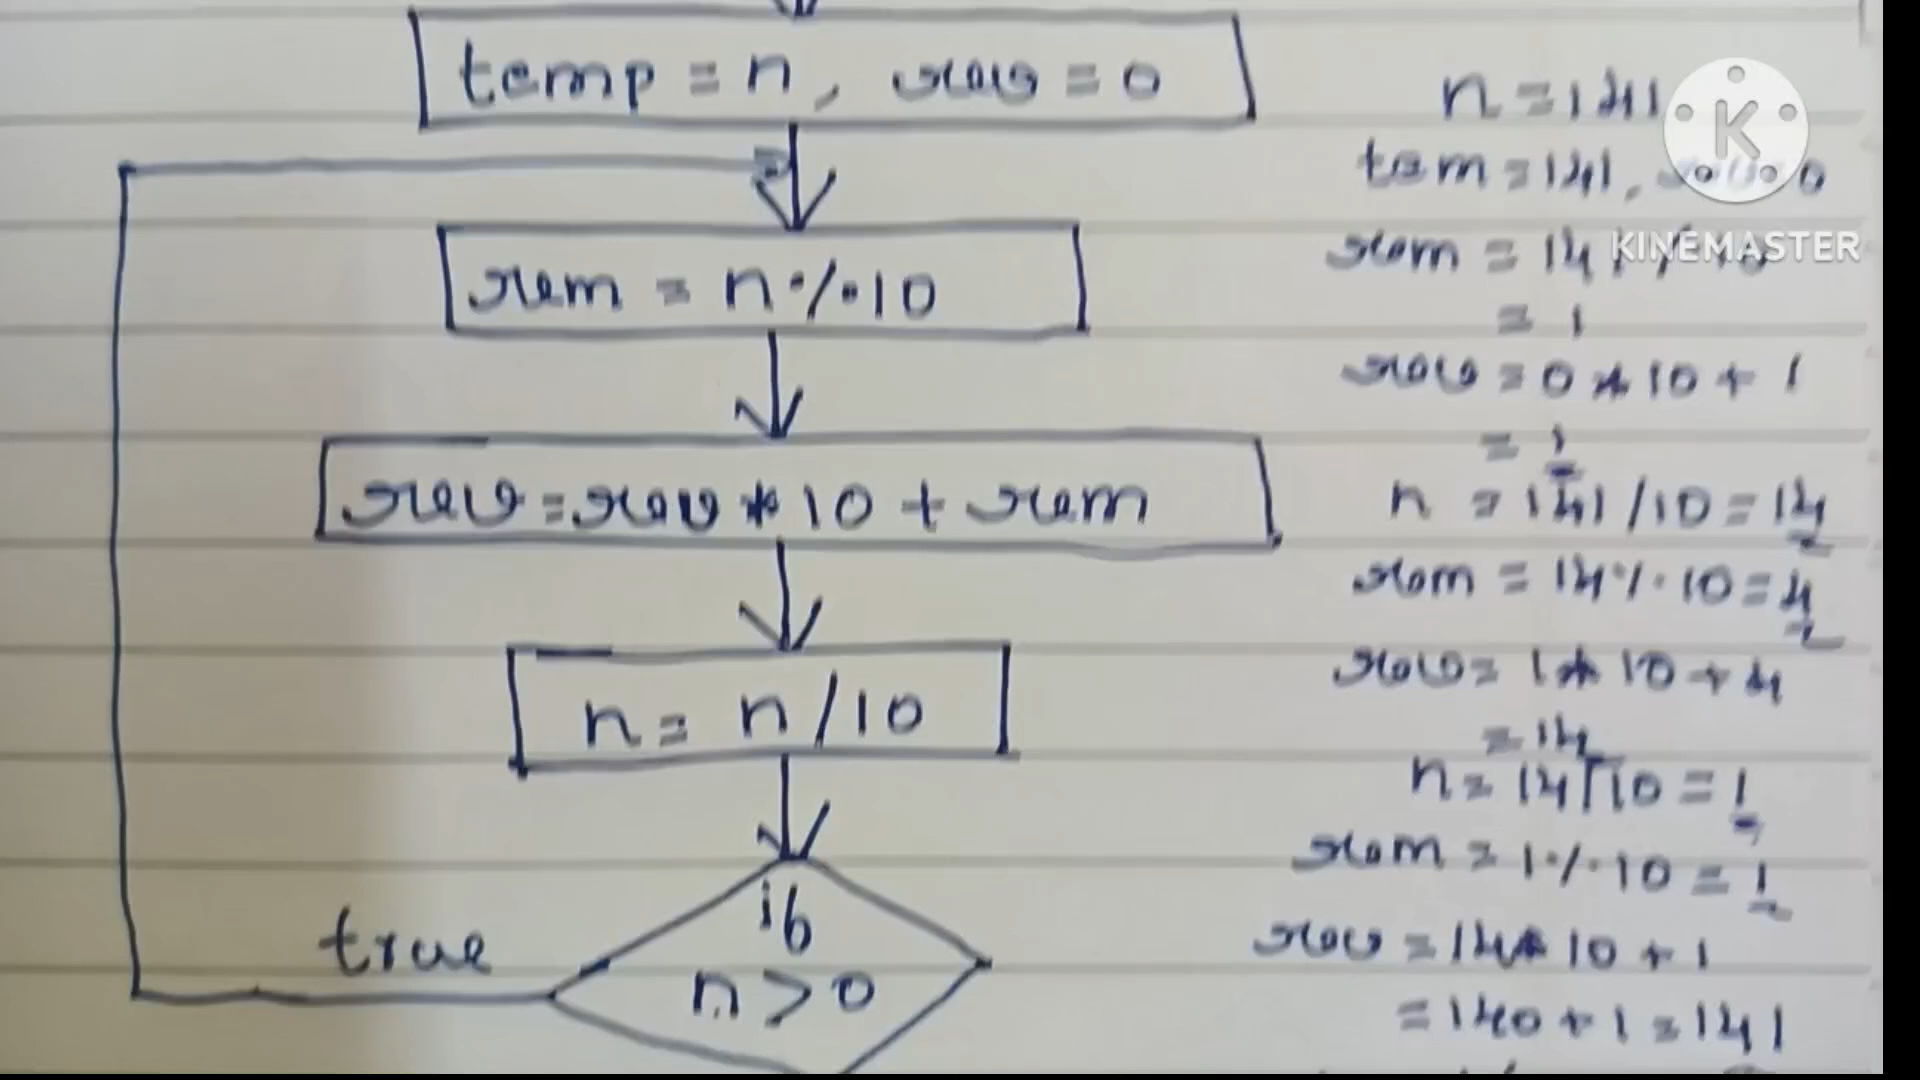 temp = n, rev = 0
rem = n % 10
rev = rev * 10 + rem
n = n / 10
if
n > 0
true
n = 141
tem = 141, 0
rem = 141 % 10
= 1
rev = 0 * 10 + 1
= 1
n = 141 / 10 = 14
rem = 14 % 10 = 4
rev = 1 * 10 + 4
= 14
n = 14 / 10 = 1
rem = 1 % 10 = 1
rev = 14 * 10 + 1
= 140 + 1 = 141
K
KINEMASTER